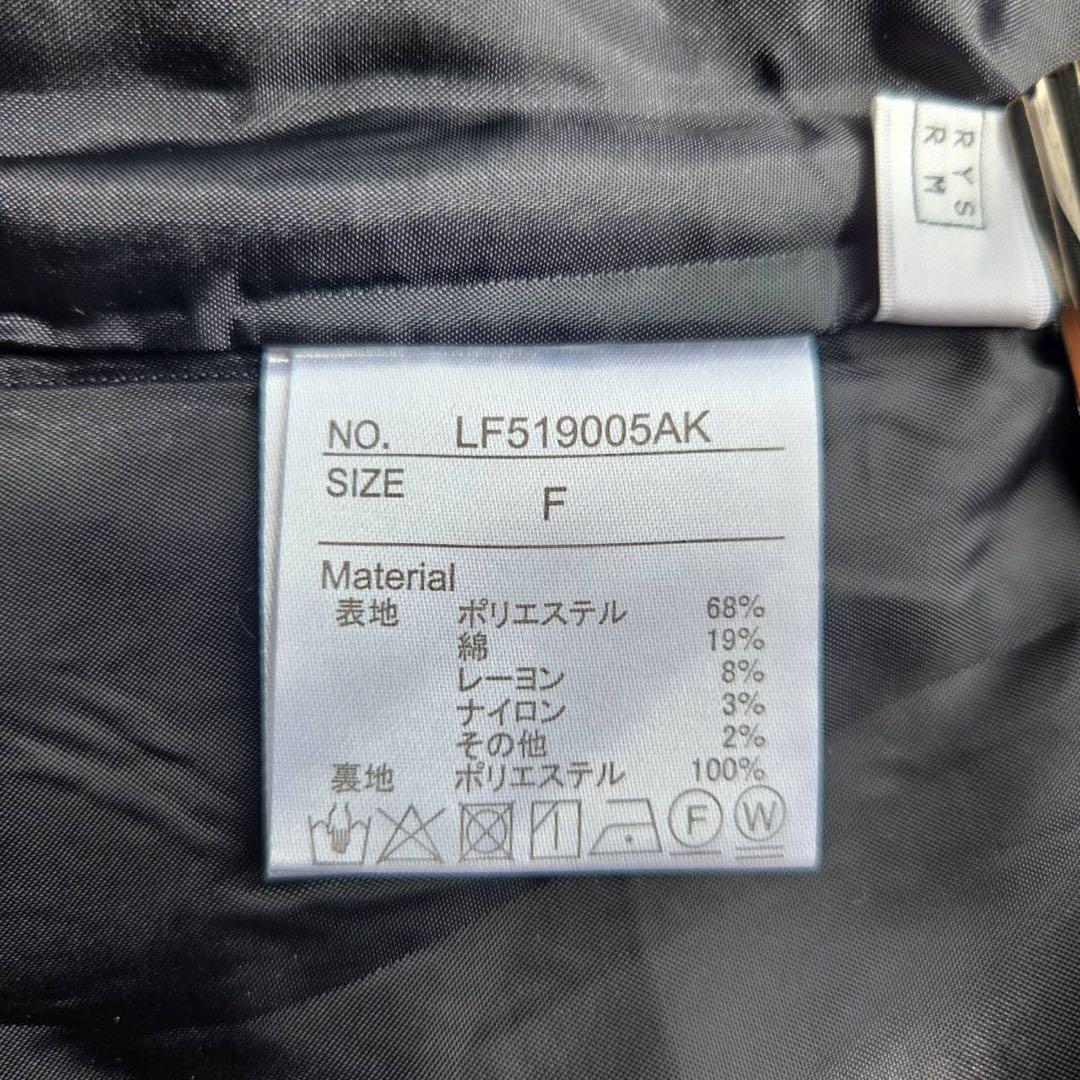 RYS
RM
NO. LF519005AK
SIZE F
Material
表地 ポリエステル 68%
綿 19%
レーヨン 8%
ナイロン 3%
その他 2%
裏地 ポリエステル 100%
F W